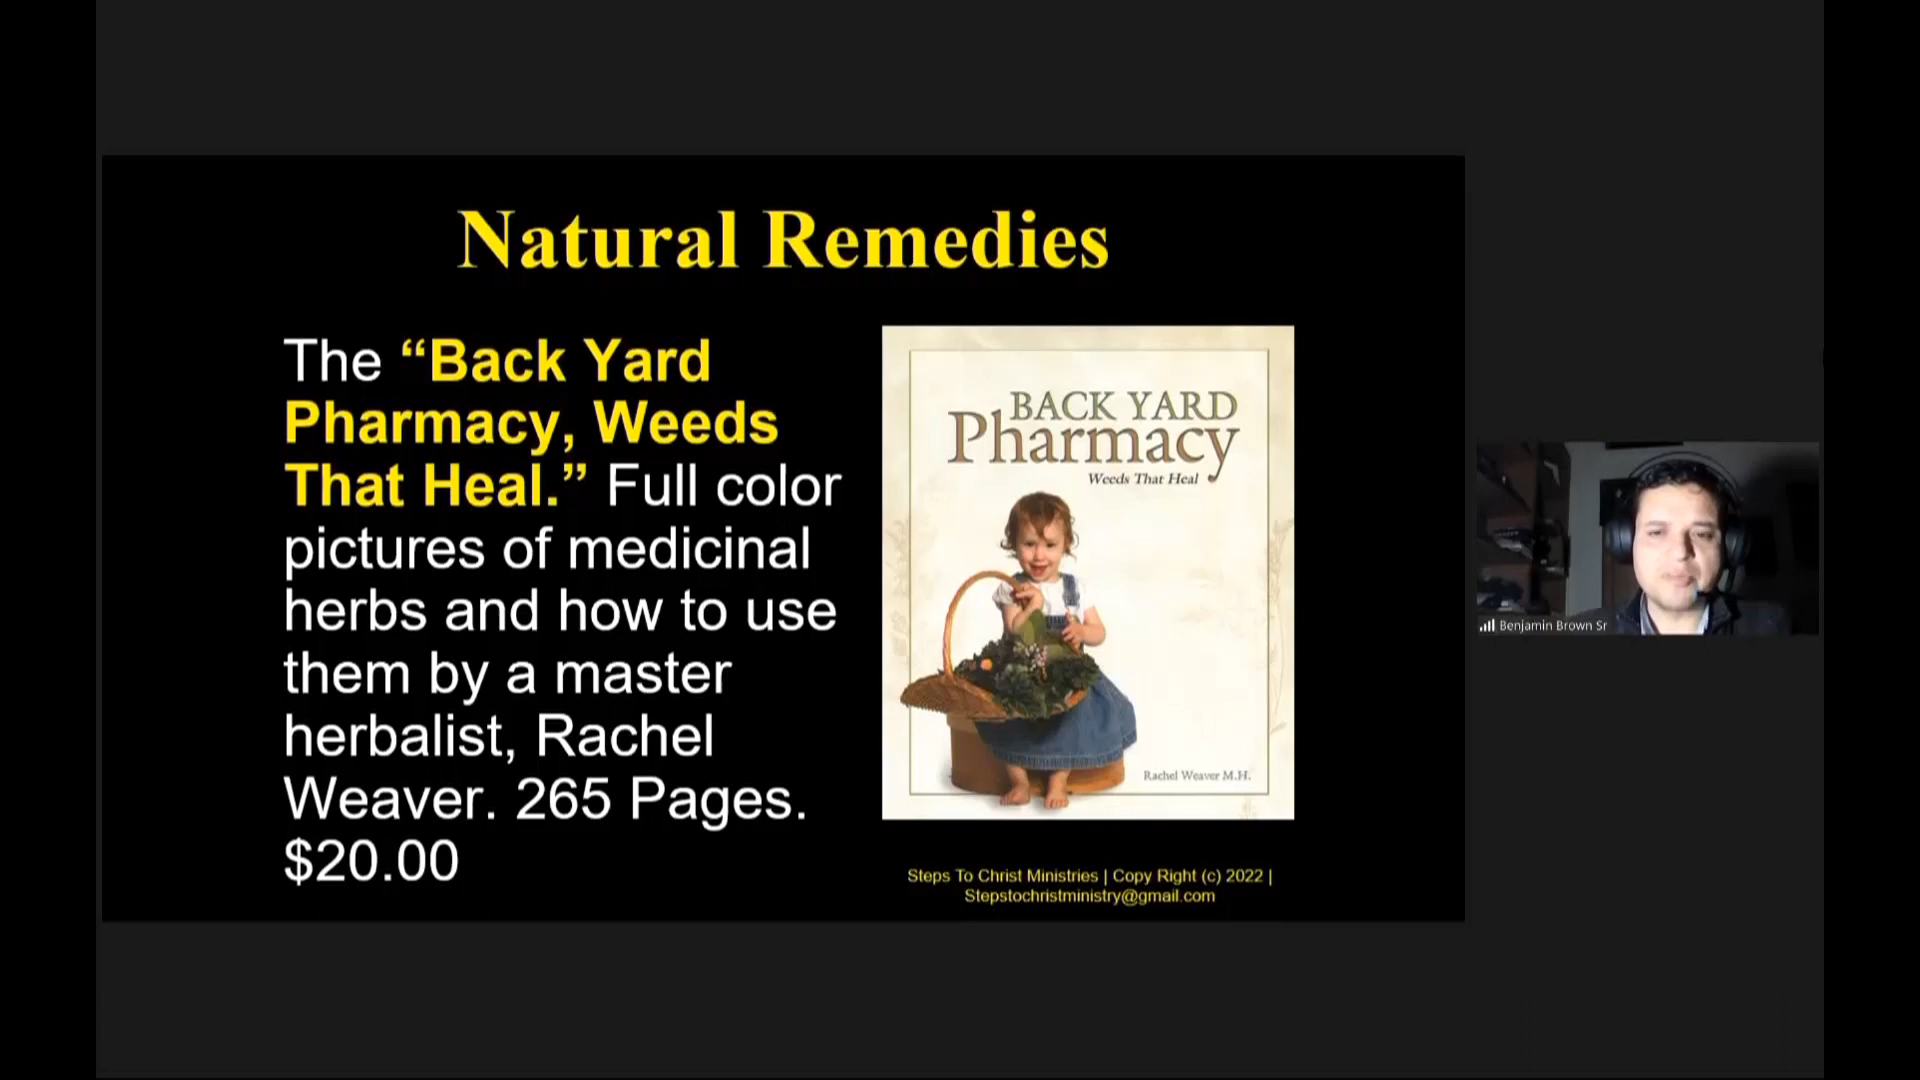 Natural Remedies
The “Back Yard
Pharmacy, Weeds
That Heal.” Full color
pictures of medicinal
herbs and how to use
them by a master
herbalist, Rachel
Weaver. 265 Pages.
$20.00
BACK YARD
Pharmacy
Weeds That Heal
Rachel Weaver M.H.
Steps To Christ Ministries | Copy Right (c) 2022 |
Stepstochristministry@gmail.com
Benjamin Brown Sr